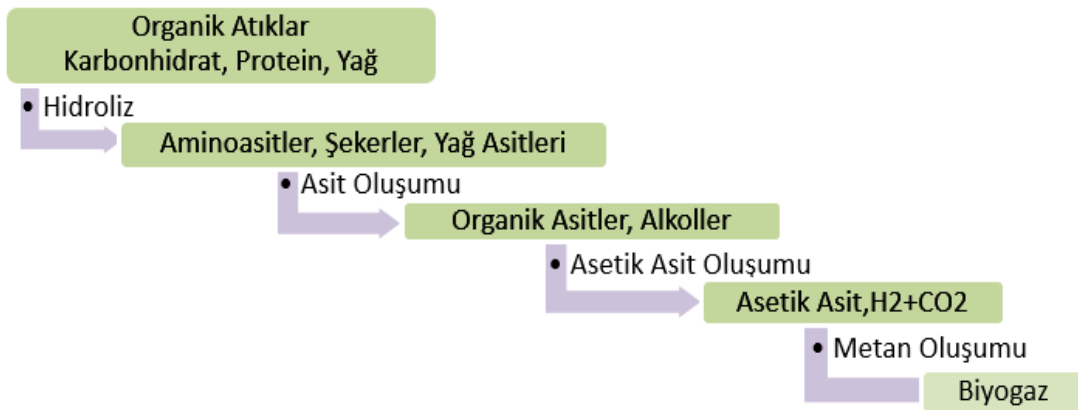 Organik Atıklar
Karbonhidrat, Protein, Yağ
• Hidroliz
Aminoasitler, Şekerler, Yağ Asitleri
• Asit Oluşumu
Organik Asitler, Alkoller
• Asetik Asit Oluşumu
Asetik Asit,H2+CO2
• Metan Oluşumu
Biyogaz